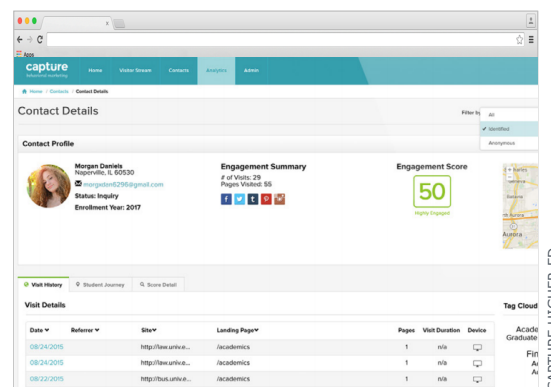 x
Apps
capture
behavioral marketing
Home Visitor Stream Contacts Analytics Admin
Home / Contacts / Contact Details
Contact Details
Filter by
All
✔ Identified
Anonymous
Contact Profile
Morgan Daniels
Naperville, IL 60530
morgaden6296@gmail.com
Status: Inquiry
Enrollment Year: 2017
Engagement Summary
# of Visits: 29
Pages Visited: 55
Engagement Score
50
Highly Engaged
Aurora
Visit History Student Journey Score Detail
Visit Details
Tag Cloud
Date Referrer Site Landing Page Pages Visit Duration Device
08/24/2015 http://law.univ.e... /academics 1 n/a
08/24/2015 http://law.univ.e... /academics 1 n/a
08/22/2015 http://bus.univ.e... /academics 1 n/a
Acade
Graduate
Fin